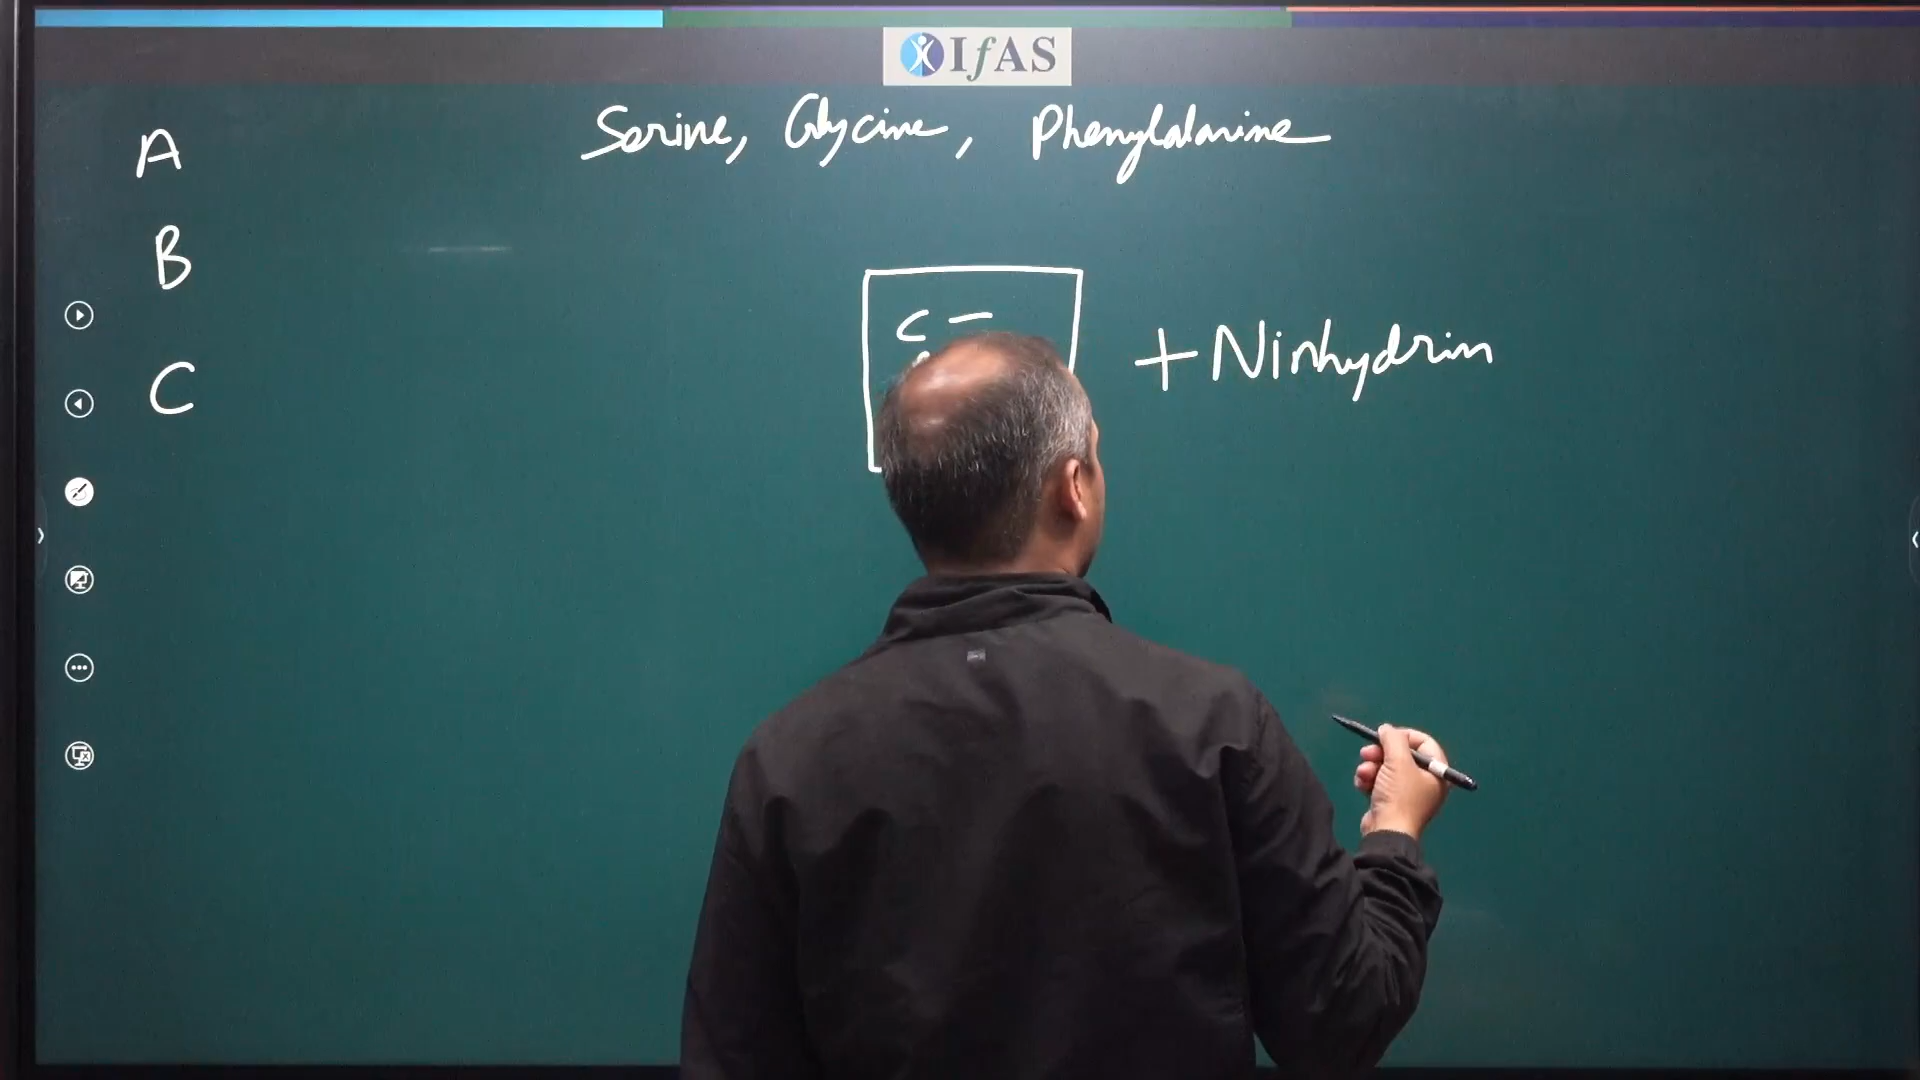 IfAS
Serine, Glycine, Phenylalanine
A
B
C
C —
+ Ninhydrin